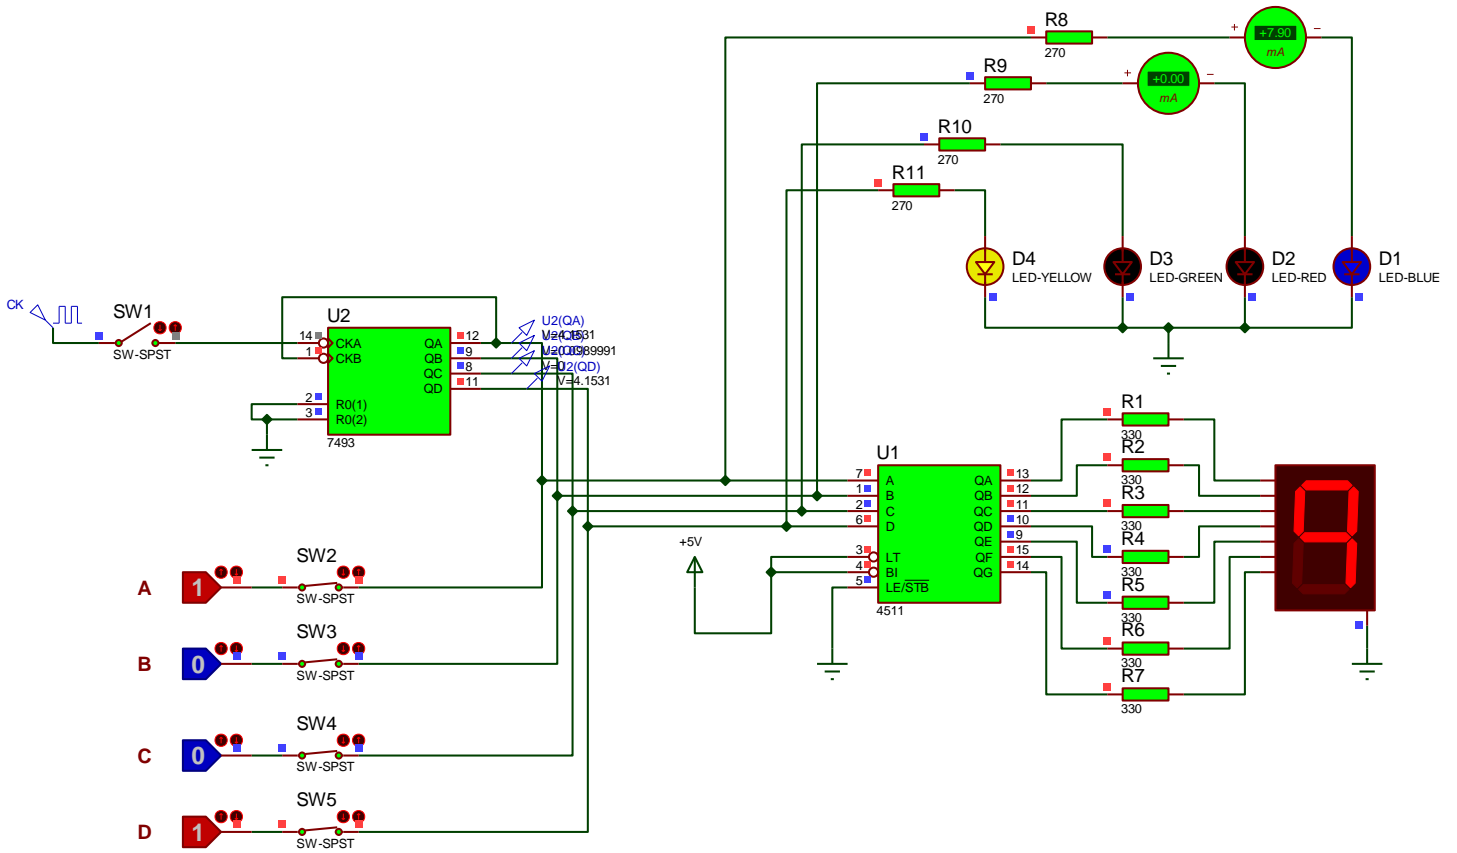 R8
270
+
+7.90
mA
−
R9
270
+
+0.00
mA
−
R10
270
R11
270
D4
LED-YELLOW
D3
LED-GREEN
D2
LED-RED
D1
LED-BLUE
CK
SW1
SW-SPST
U2
14
1
2
3
CKA
CKB
R0(1)
R0(2)
QA
QB
QC
QD
12
9
8
11
7493
U2(QA)
V=4.1531
U2(QD)
V=4.1531
U1
7
1
2
6
3
4
5
A
B
C
D
LT
BI
LE/STB
QA
QB
QC
QD
QE
QF
QG
13
12
11
10
9
15
14
4511
+5V
R1
330
R2
330
R3
330
R4
330
R5
330
R6
330
R7
330
9
A
1
SW2
SW-SPST
B
0
SW3
SW-SPST
C
0
SW4
SW-SPST
D
1
SW5
SW-SPST